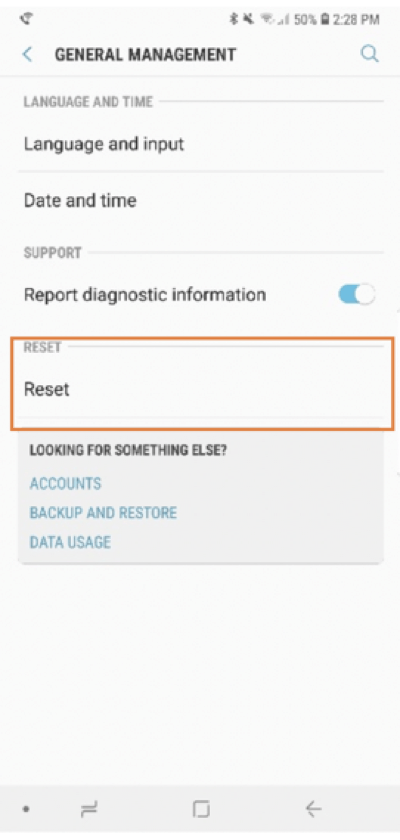 50% 2:28 PM
GENERAL MANAGEMENT
LANGUAGE AND TIME
Language and input
Date and time
SUPPORT
Report diagnostic information
RESET
Reset
LOOKING FOR SOMETHING ELSE?
ACCOUNTS
BACKUP AND RESTORE
DATA USAGE